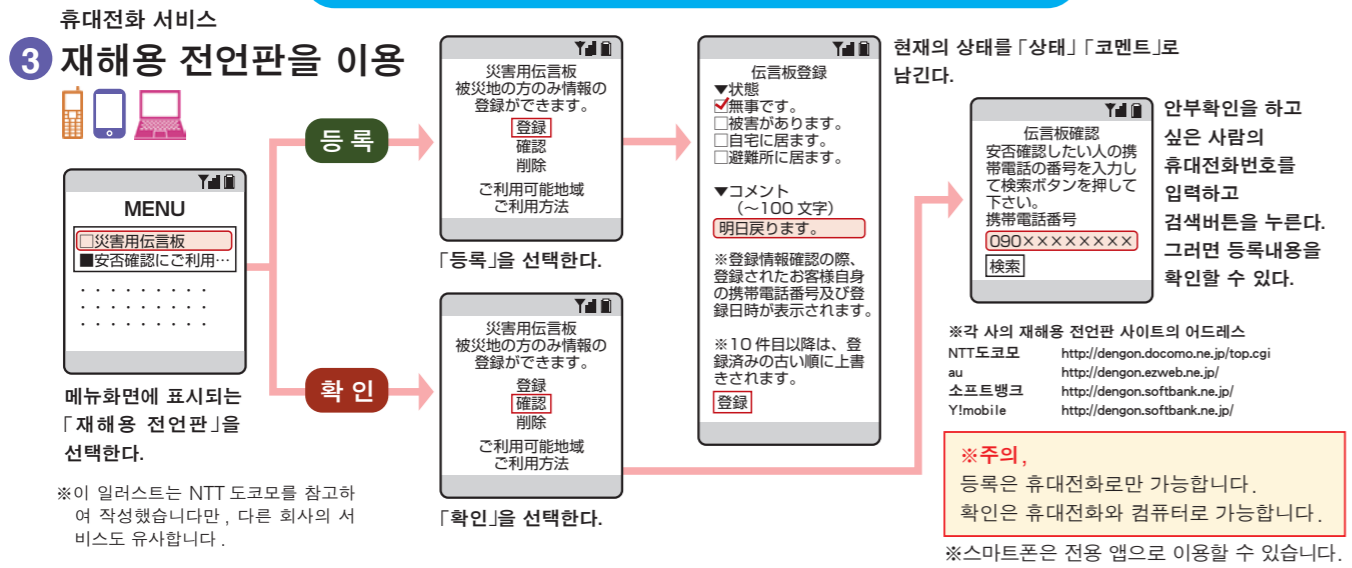 휴대전화 서비스
3 재해용 전언판을 이용
MENU
□災害用伝言板
■安否確認にご利用…
. . . . . . . . .
. . . . . . . . .
. . . . . . . . .
메뉴화면에 표시되는
「재해용 전언판」을
선택한다.
※이 일러스트는 NTT 도코모를 참고하
여 작성했습니다만, 다른 회사의 서
비스도 유사합니다.
등 록
災害用伝言板
被災地の方のみ情報の
登録ができます。
登録
確認
削除
ご利用可能地域
ご利用方法
「등록」을 선택한다.
확 인
災害用伝言板
被災地の方のみ情報の
登録ができます。
登録
確認
削除
ご利用可能地域
ご利用方法
「확인」을 선택한다.
伝言板登録
▼状態
☑無事です。
□被害があります。
□自宅に居ます。
□避難所に居ます。
▼コメント
(〜100 文字)
明日戻ります。
※登録情報確認の際、
登録されたお客様自身
の携帯電話番号及び登
録日時が表示されます。
※10 件目以降は、登
録済みの古い順に上書
きされます。
登録
현재의 상태를 「상태」「코멘트」로
남긴다.
伝言板確認
安否確認したい人の携
帯電話の番号を入力し
て検索ボタンを押して
下さい。
携帯電話番号
090××××××××
検索
안부확인을 하고
싶은 사람의
휴대전화번호를
입력하고
검색버튼을 누른다.
그러면 등록내용을
확인할 수 있다.
※각 사의 재해용 전언판 사이트의 어드레스
NTT도코모 http://dengon.docomo.ne.jp/top.cgi
au http://dengon.ezweb.ne.jp/
소프트뱅크 http://dengon.softbank.ne.jp/
Y!mobile http://dengon.softbank.ne.jp/
※주의,
등록은 휴대전화로만 가능합니다.
확인은 휴대전화와 컴퓨터로 가능합니다.
※스마트폰은 전용 앱으로 이용할 수 있습니다.